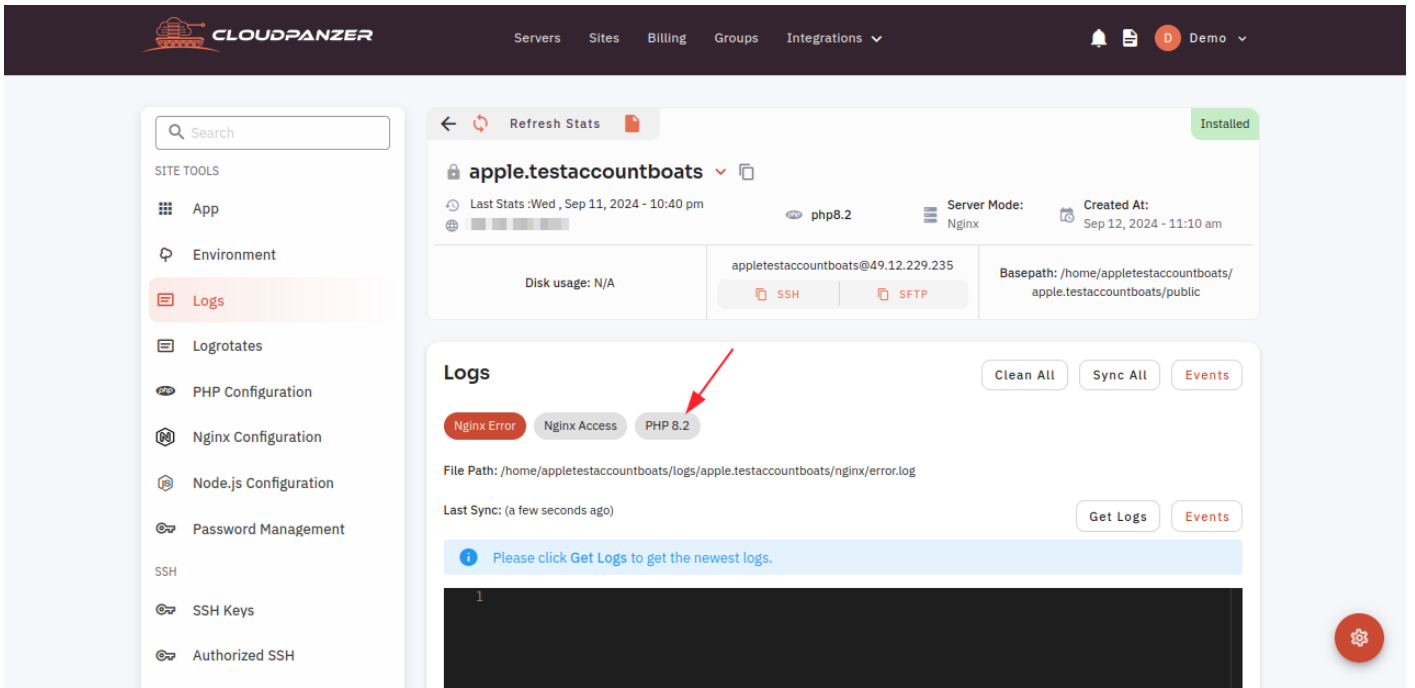 CLOUDPANZER
Servers Sites Billing Groups Integrations
D Demo
Search
SITE TOOLS
App
Environment
Logs
Logrotates
PHP Configuration
Nginx Configuration
Node.js Configuration
Password Management
SSH
SSH Keys
Authorized SSH
Refresh Stats
Installed
apple.testaccountboats
Last Stats :Wed , Sep 11, 2024 - 10:40 pm
php php8.2
Server Mode:
Nginx
Created At:
Sep 12, 2024 - 11:10 am
Disk usage: N/A
appletestaccountboats@49.12.229.235
SSH SFTP
Basepath: /home/appletestaccountboats/
apple.testaccountboats/public
Logs
Clean All Sync All Events
Nginx Error Nginx Access PHP 8.2
File Path: /home/appletestaccountboats/logs/apple.testaccountboats/nginx/error.log
Last Sync: (a few seconds ago)
Get Logs Events
Please click Get Logs to get the newest logs.
1